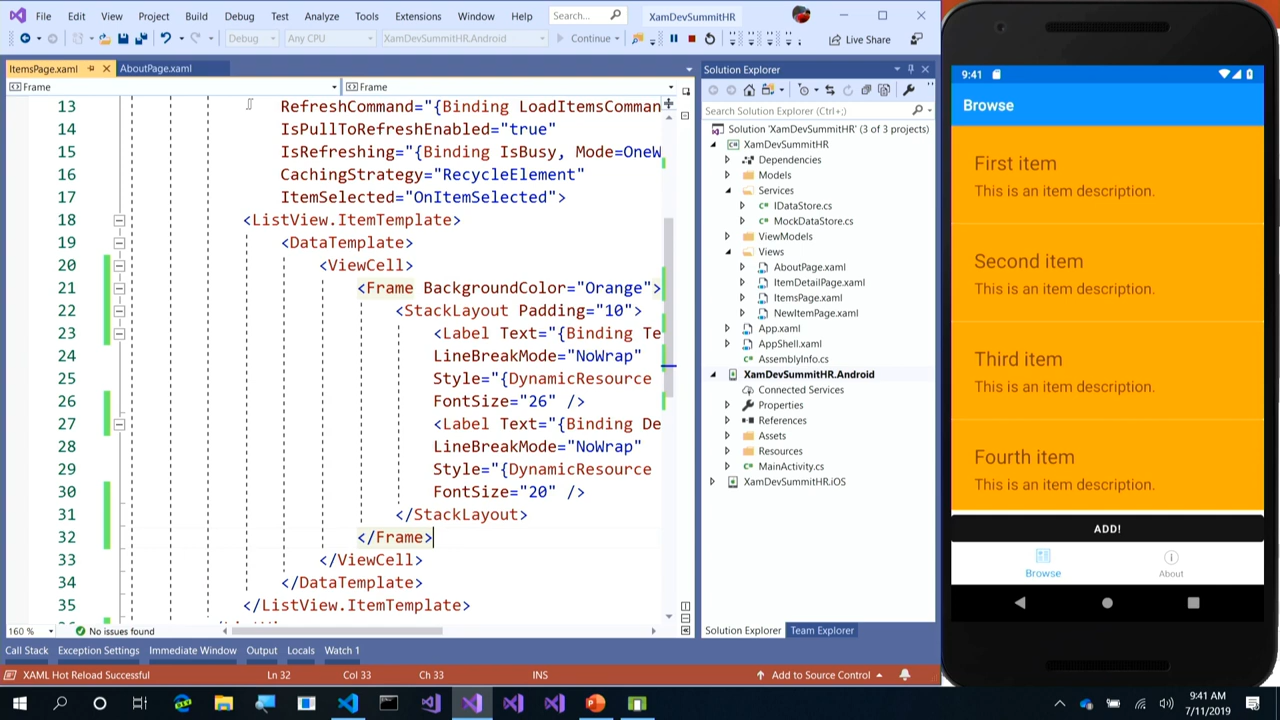 File Edit View Project Build Debug Test Analyze Tools Extensions Window Help Search... XamDevSummitHR
Debug Any CPU XamDevSummitHR.Android Continue Live Share
ItemsPage.xaml AboutPage.xaml
Frame Frame
13 RefreshCommand="{Binding LoadItemsComman
14 IsPullToRefreshEnabled="true"
15 IsRefreshing="{Binding IsBusy, Mode=OneW
16 CachingStrategy="RecycleElement"
17 ItemSelected="OnItemSelected">
18 <ListView.ItemTemplate>
19 <DataTemplate>
20 <ViewCell>
21 <Frame BackgroundColor="Orange">
22 <StackLayout Padding="10">
23 <Label Text="{Binding Te
24 LineBreakMode="NoWrap"
25 Style="{DynamicResource
26 FontSize="26" />
27 <Label Text="{Binding De
28 LineBreakMode="NoWrap"
29 Style="{DynamicResource
30 FontSize="20" />
31 </StackLayout>
32 </Frame>
33 </ViewCell>
34 </DataTemplate>
35 </ListView.ItemTemplate>
160 % No issues found
Call Stack Exception Settings Immediate Window Output Locals Watch 1
XAML Hot Reload Successful Ln 32 Col 33 Ch 33 INS Add to Source Control
Solution Explorer
Search Solution Explorer (Ctrl+;)
Solution 'XamDevSummitHR' (3 of 3 projects)
XamDevSummitHR
Dependencies
Models
Services
IDataStore.cs
MockDataStore.cs
ViewModels
Views
AboutPage.xaml
ItemDetailPage.xaml
ItemsPage.xaml
NewItemPage.xaml
App.xaml
AppShell.xaml
AssemblyInfo.cs
XamDevSummitHR.Android
Connected Services
Properties
References
Assets
Resources
MainActivity.cs
XamDevSummitHR.iOS
Solution Explorer Team Explorer
9:41
Browse
First item
This is an item description.
Second item
This is an item description.
Third item
This is an item description.
Fourth item
This is an item description.
ADD!
Browse About
9:41 AM
7/11/2019